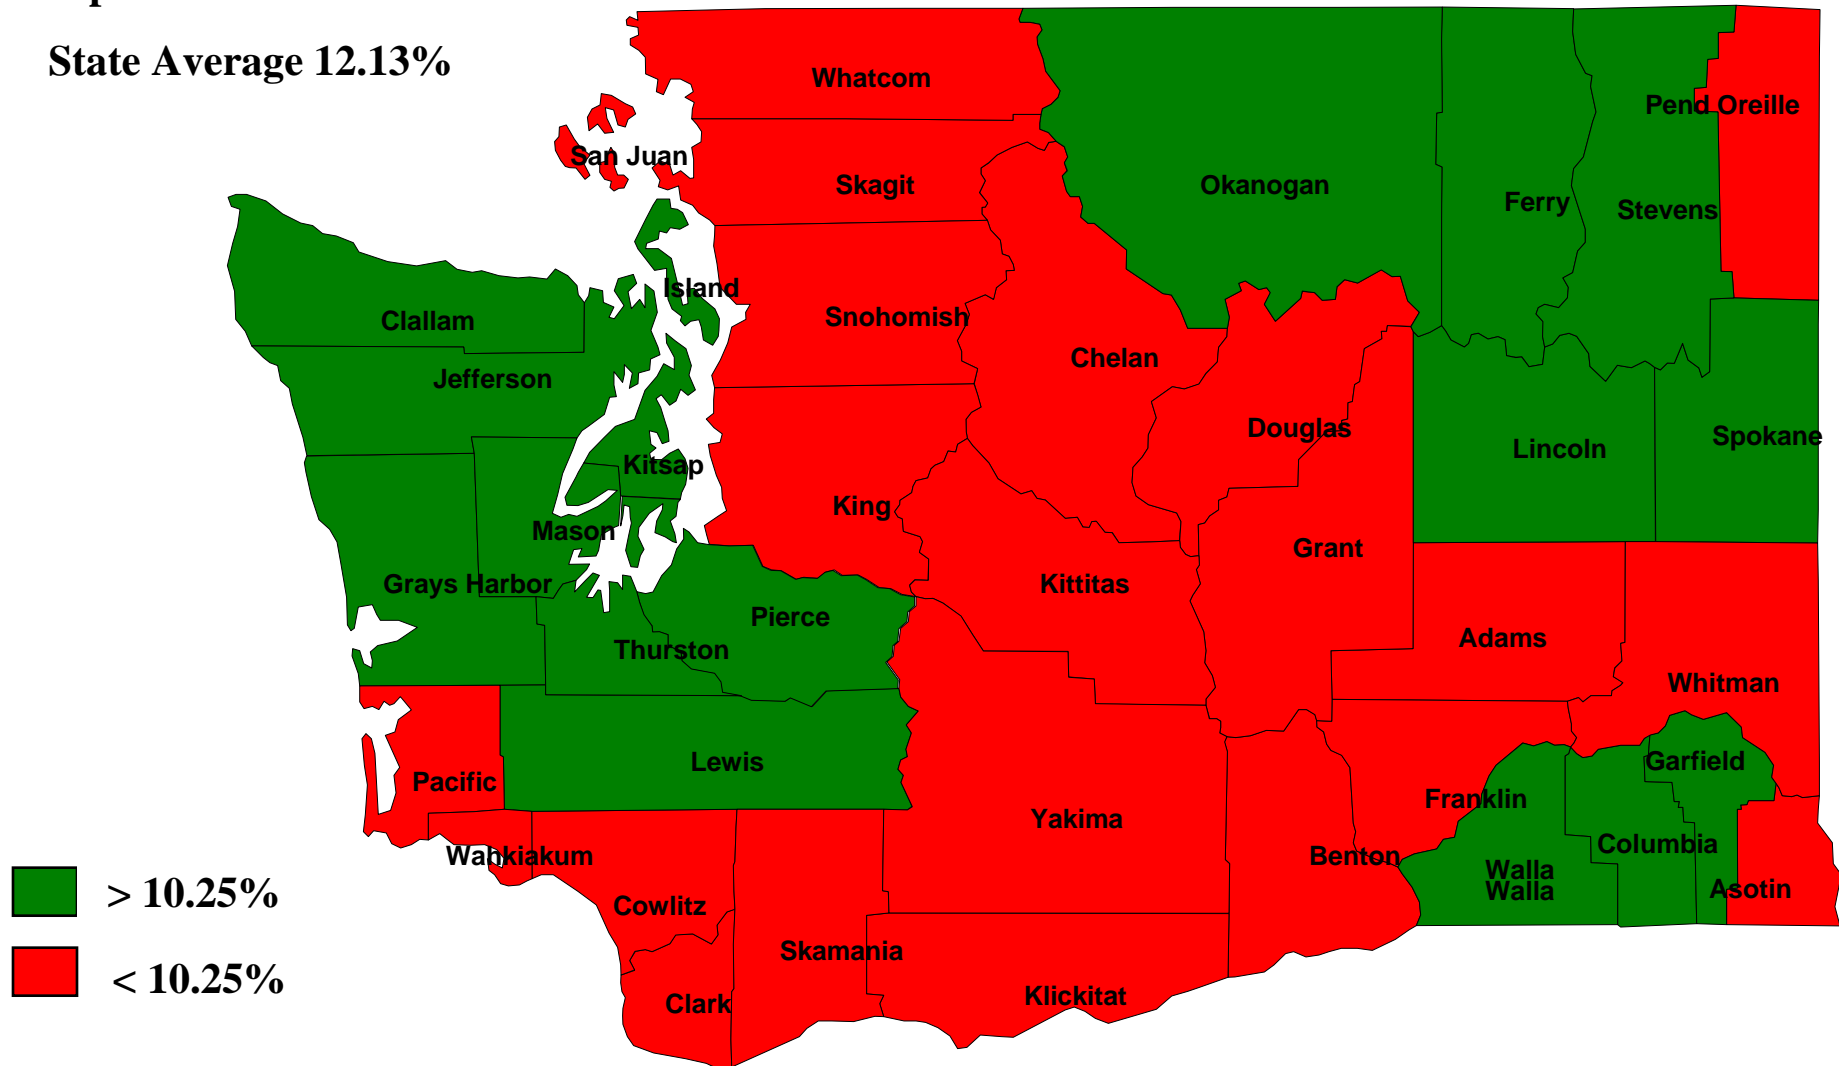 State Average 12.13%
Whatcom
Pend Oreille
San Juan
Skagit
Okanogan
Ferry
Stevens
Island
Clallam
Snohomish
Chelan
Jefferson
Douglas
Spokane
Lincoln
Kitsap
King
Mason
Grant
Grays Harbor
Kittitas
Pierce
Adams
Thurston
Whitman
Lewis
Garfield
Pacific
Franklin
Yakima
Columbia
Wahkiakum
Benton
Walla
Walla
Asotin
> 10.25%
Cowlitz
Skamania
< 10.25%
Klickitat
Clark